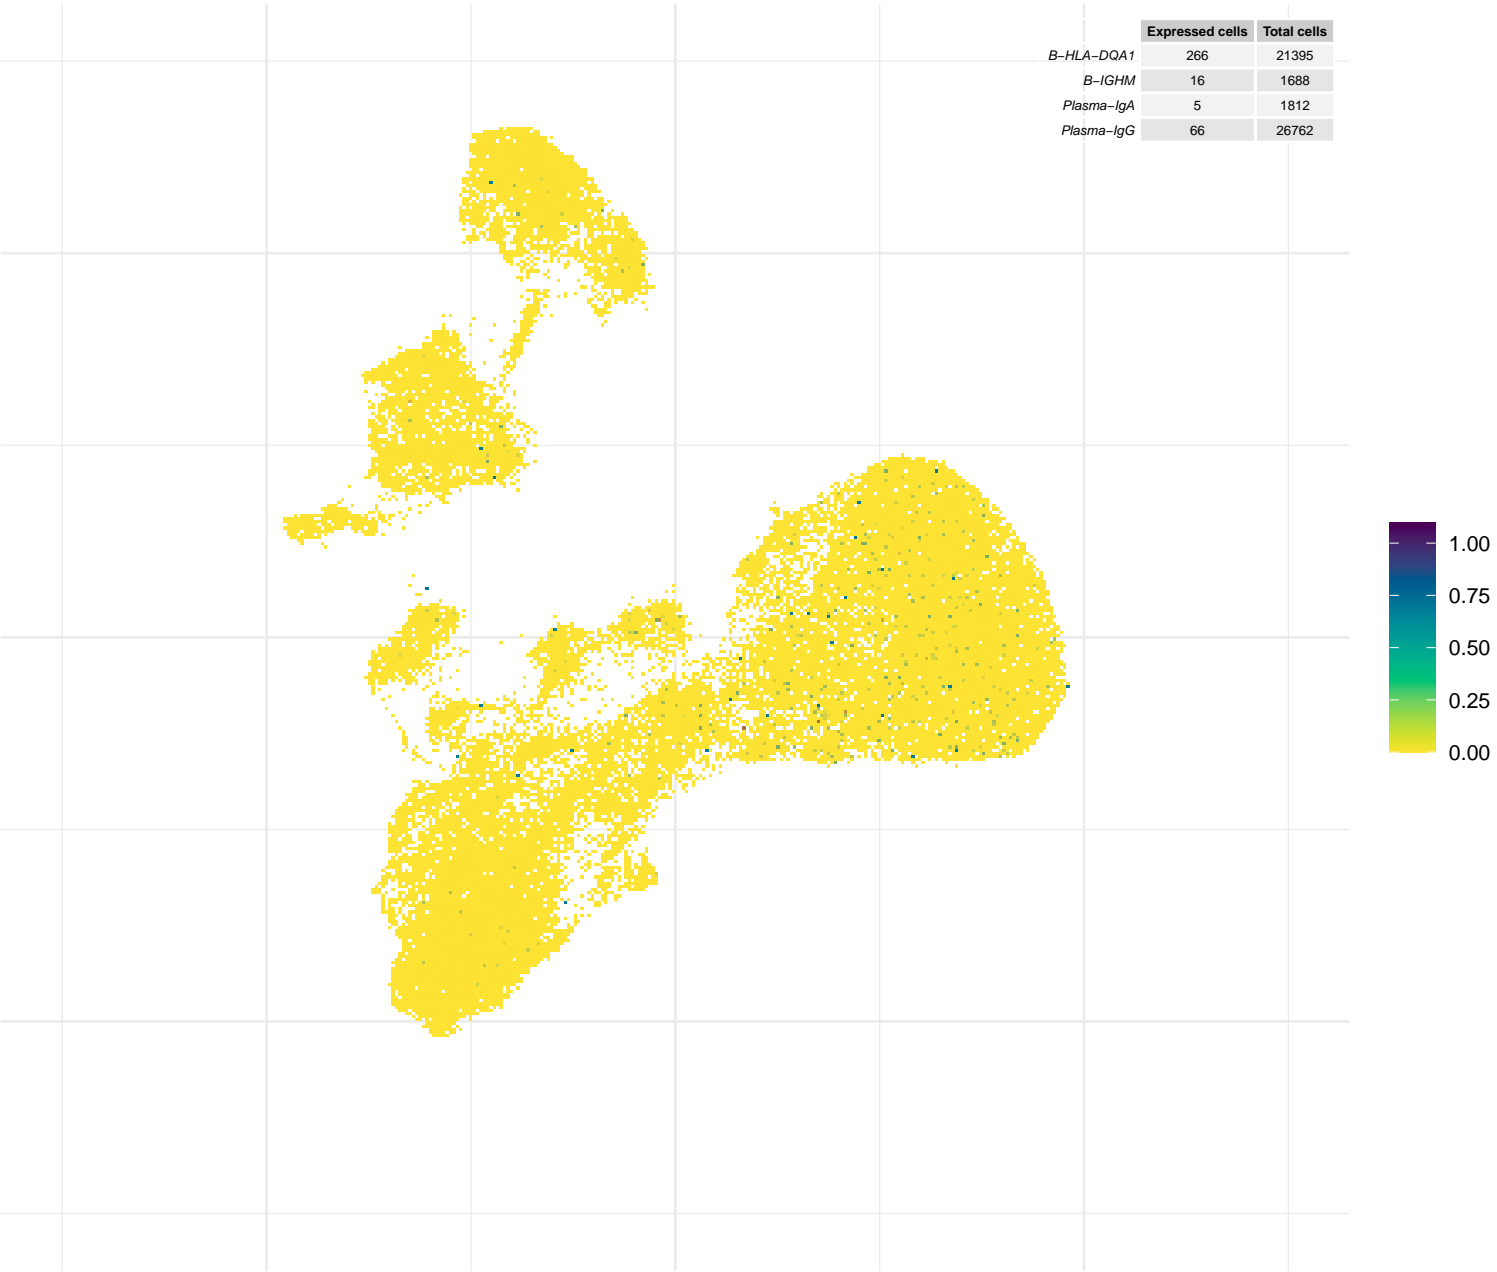 Expressed cells Total cells
B−HLA−DQA1 266 21395
B−IGHM 16 1688
Plasma−IgA 5 1812
Plasma−IgG 66 26762
1.00
0.75
0.50
0.25
0.00